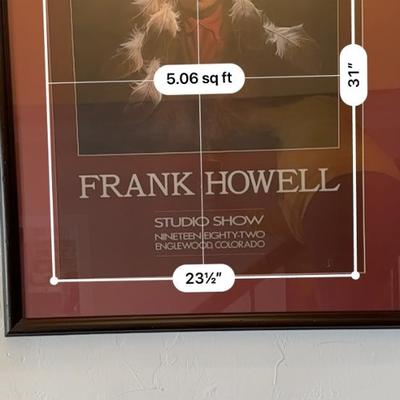 5.06 sq ft
31"
FRANK HOWELL
STUDIO SHOW
NINETEEN EIGHTY-TWO
ENGLEWOOD, COLORADO
23½"